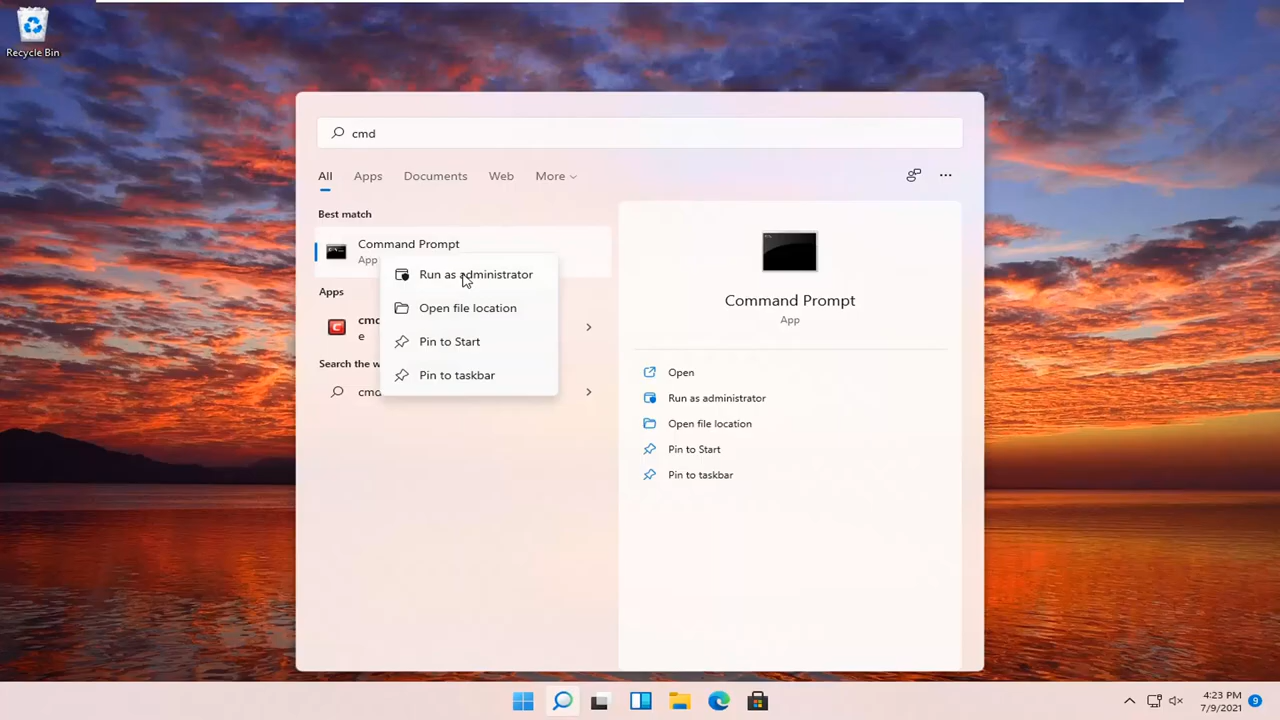 Recycle Bin
cmd
All Apps Documents Web More
Best match
Command Prompt
App
Run as administrator
Open file location
Pin to Start
Pin to taskbar
Apps
cmd
e
Search the w
cmd
Command Prompt
App
Open
Run as administrator
Open file location
Pin to Start
Pin to taskbar
4:23 PM
7/9/2021
9